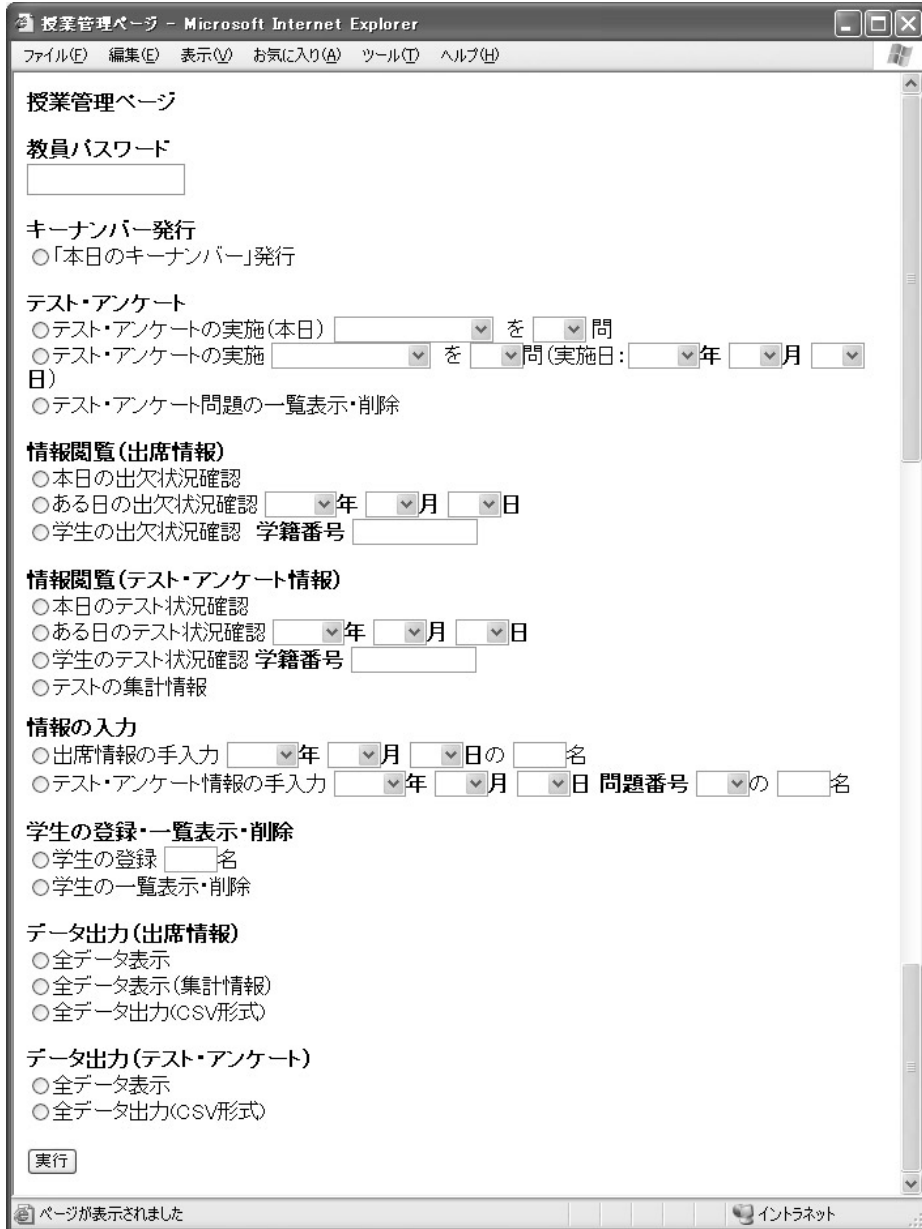 授業管理ページ - Microsoft Internet Explorer
ファイル(F) 編集(E) 表示(V) お気に入り(A) ツール(T) ヘルプ(H)
授業管理ページ
教員パスワード
キーナンバー発行
「本日のキーナンバー」発行
テスト・アンケート
テスト・アンケートの実施(本日) を 問
テスト・アンケートの実施 を 問(実施日: 年 月
日)
テスト・アンケート問題の一覧表示・削除
情報閲覧(出席情報)
本日の出欠状況確認
ある日の出欠状況確認 年 月 日
学生の出欠状況確認 学籍番号
情報閲覧(テスト・アンケート情報)
本日のテスト状況確認
ある日のテスト状況確認 年 月 日
学生のテスト状況確認 学籍番号
テストの集計情報
情報の入力
出席情報の手入力 年 月 日の 名
テスト・アンケート情報の手入力 年 月 日 問題番号 の 名
学生の登録・一覧表示・削除
学生の登録 名
学生の一覧表示・削除
データ出力(出席情報)
全データ表示
全データ表示(集計情報)
全データ出力(CSV形式)
データ出力(テスト・アンケート)
全データ表示
全データ出力(CSV形式)
実行
ページが表示されました イントラネット